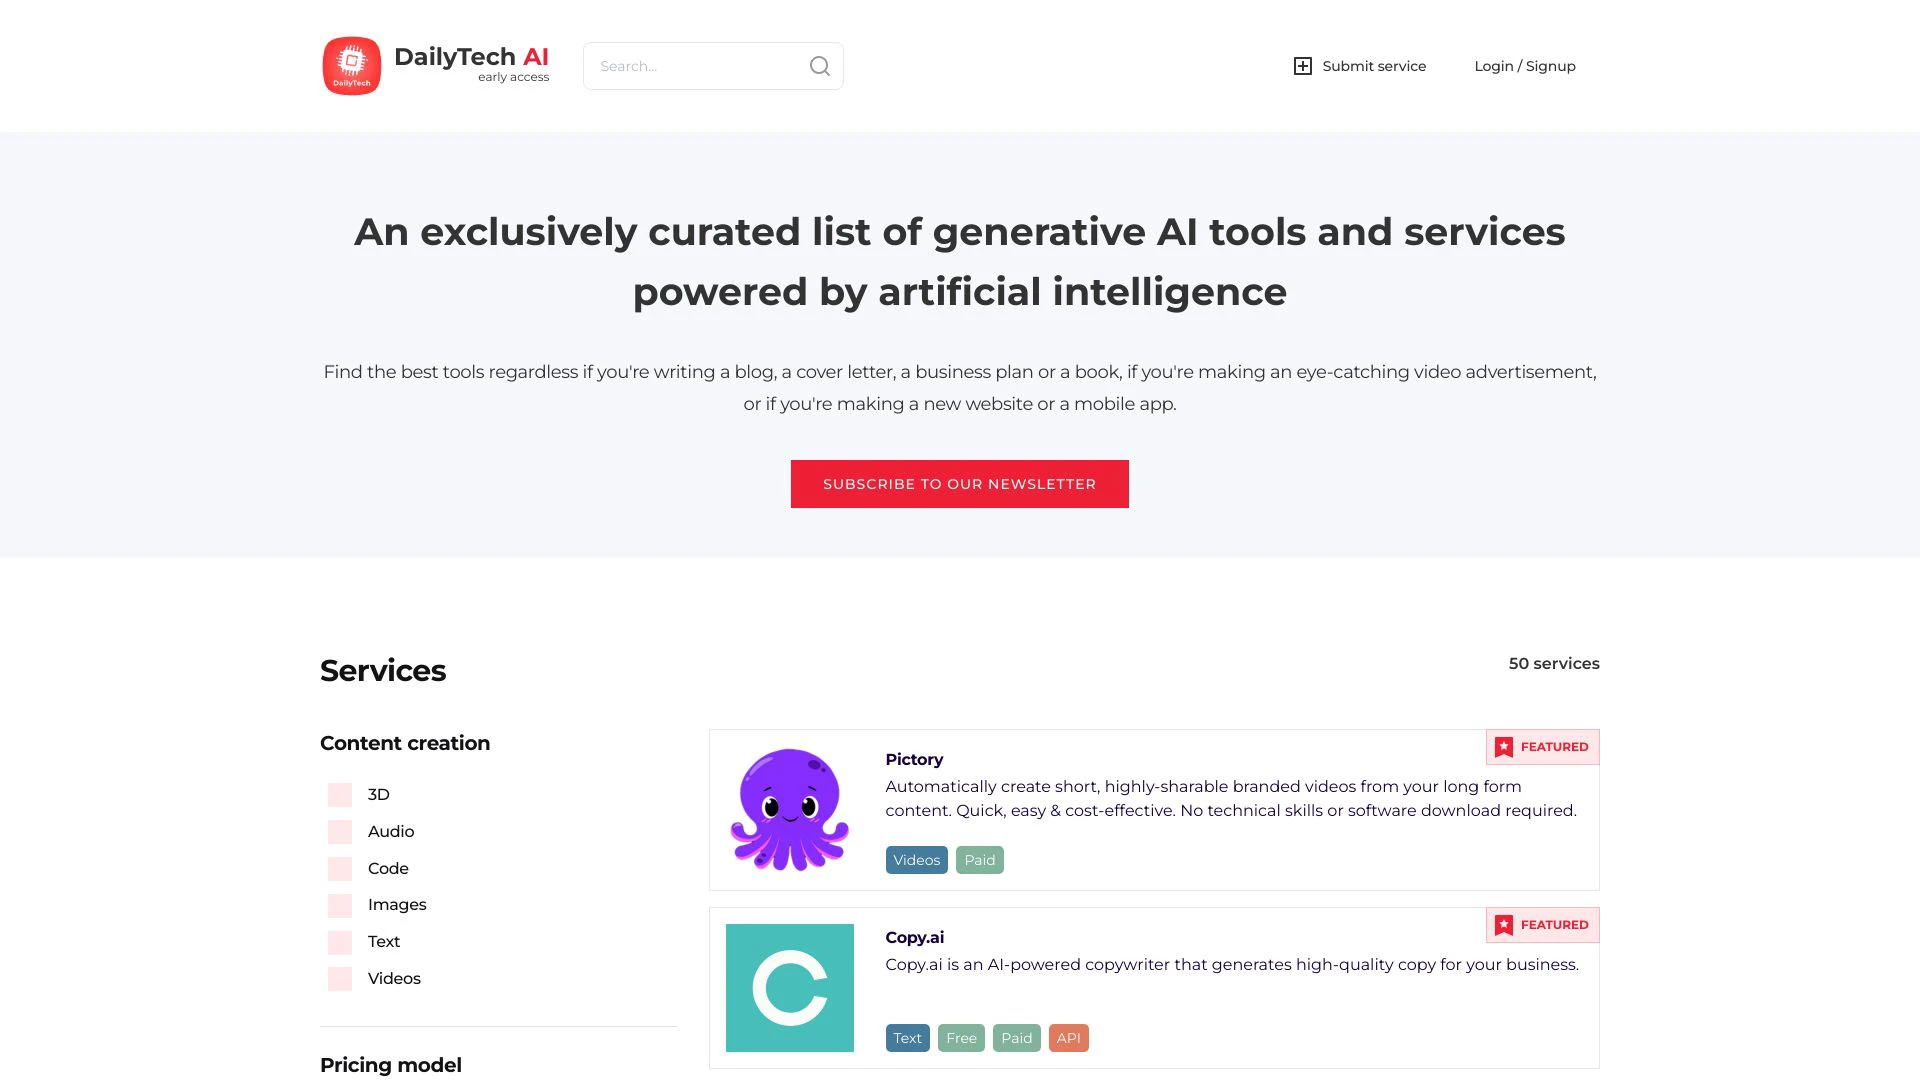 DailyTech
DailyTech AI
early access
Search...
Submit service
Login / Signup
An exclusively curated list of generative AI tools and services
powered by artificial intelligence
Find the best tools regardless if you're writing a blog, a cover letter, a business plan or a book, if you're making an eye-catching video advertisement,
or if you're making a new website or a mobile app.
SUBSCRIBE TO OUR NEWSLETTER
Services
50 services
Content creation
3D
Audio
Code
Images
Text
Videos
Pricing model
FEATURED
Pictory
Automatically create short, highly-sharable branded videos from your long form
content. Quick, easy & cost-effective. No technical skills or software download required.
Videos Paid
FEATURED
Copy.ai
Copy.ai is an AI-powered copywriter that generates high-quality copy for your business.
Text Free Paid API